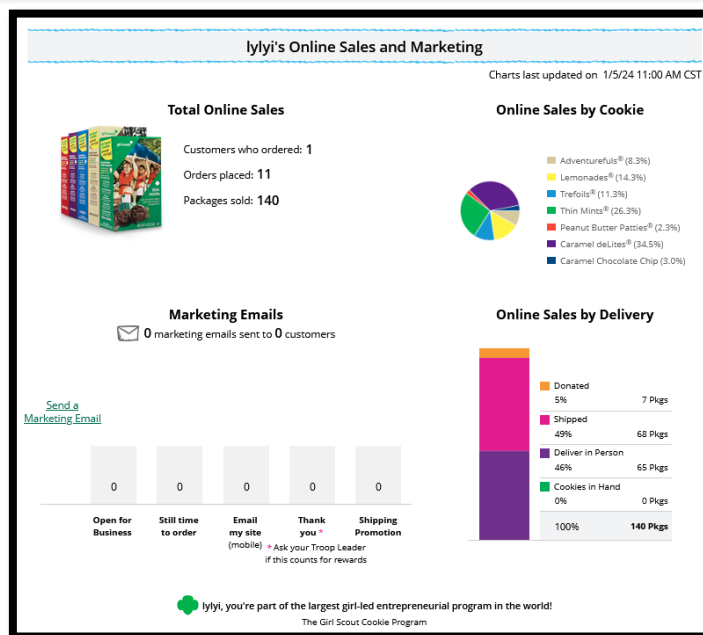 lylyi's Online Sales and Marketing
Charts last updated on 1/5/24 11:00 AM CST
Total Online Sales
Customers who ordered: 1
Orders placed: 11
Packages sold: 140
Online Sales by Cookie
Adventurefuls® (8.3%)
Lemonades® (14.3%)
Trefoils® (11.3%)
Thin Mints® (26.3%)
Peanut Butter Patties® (2.3%)
Caramel deLites® (34.5%)
Caramel Chocolate Chip (3.0%)
Marketing Emails
0 marketing emails sent to 0 customers
Send a
Marketing Email
0 0 0 0 0
Open for Still time Email Thank Shipping
Business to order my site you * Promotion
(mobile) * Ask your Troop Leader
if this counts for rewards
Online Sales by Delivery
Donated
5% 7 Pkgs
Shipped
49% 68 Pkgs
Deliver in Person
46% 65 Pkgs
Cookies in Hand
0% 0 Pkgs
100% 140 Pkgs
lylyi, you're part of the largest girl-led entrepreneurial program in the world!
The Girl Scout Cookie Program